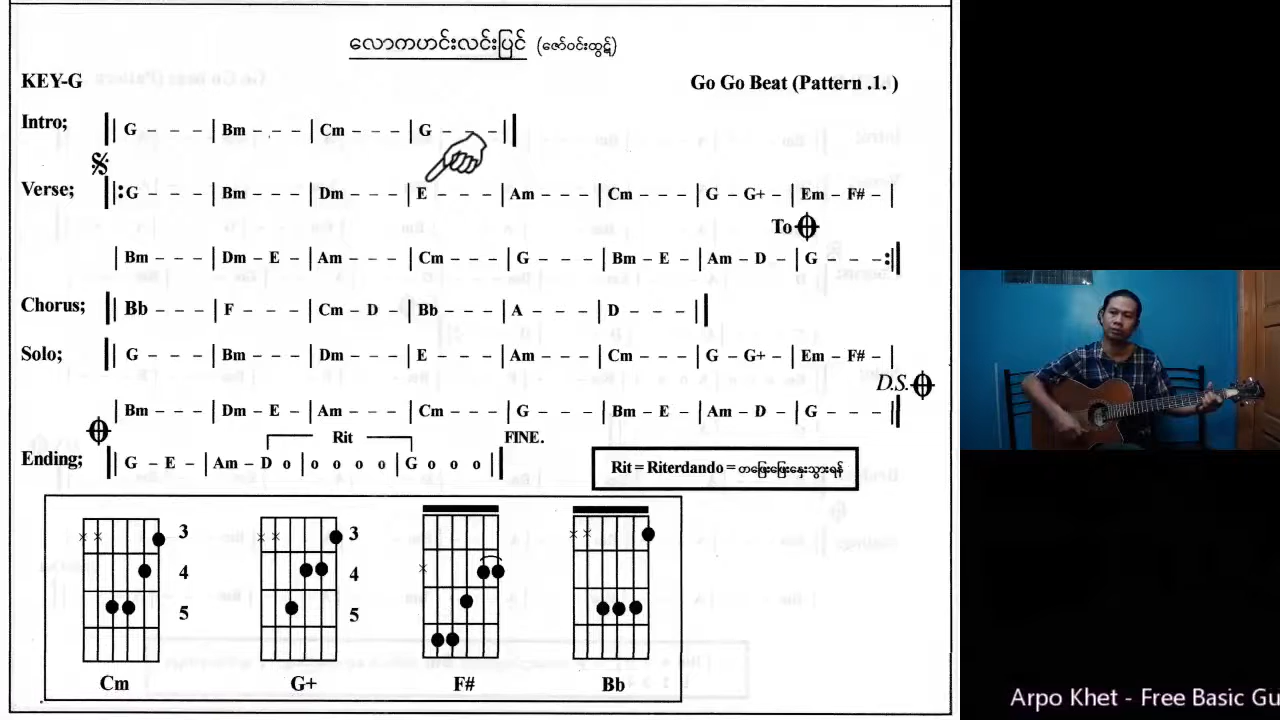 လောကဟင်းလင်းပြင် (ဇော်ဝင်းထွဋ်)
KEY-G Go Go Beat (Pattern .1. )
Intro; || G - - - | Bm - - - | Cm - - - | G - - - ||
Verse; ||: G - - - | Bm - - - | Dm - - - | E - - - | Am - - - | Cm - - - | G - G+ - | Em F# - |
To
Bm - - - | Dm - E - | Am - - - | Cm - - - | G - - - | Bm - E - | Am - D - | G - - - :||
Chorus; || Bb - - - | F - - - | Cm - D - | Bb - - - | A - - - | D - - - ||
Solo; || G - - - | Bm - - - | Dm - - - | E - - - | Am - - - | Cm - - - | G - G+ - | Em - F# - |
D.S.
| Bm - - - | Dm - E - | Am - - - | Cm - - - | G - - - | Bm - E - | Am - D - | G - - - ||
Rit FINE.
Ending; || G - E - | Am - D o | o o o o | G o o o ||
Rit = Riterdando = တဖြေးဖြေးနှေးသွားရန်
× × 3
4
5
Cm
× × 3
4
5
G+
×
F#
× ×
Bb
Arpo Khet - Free Basic Gu